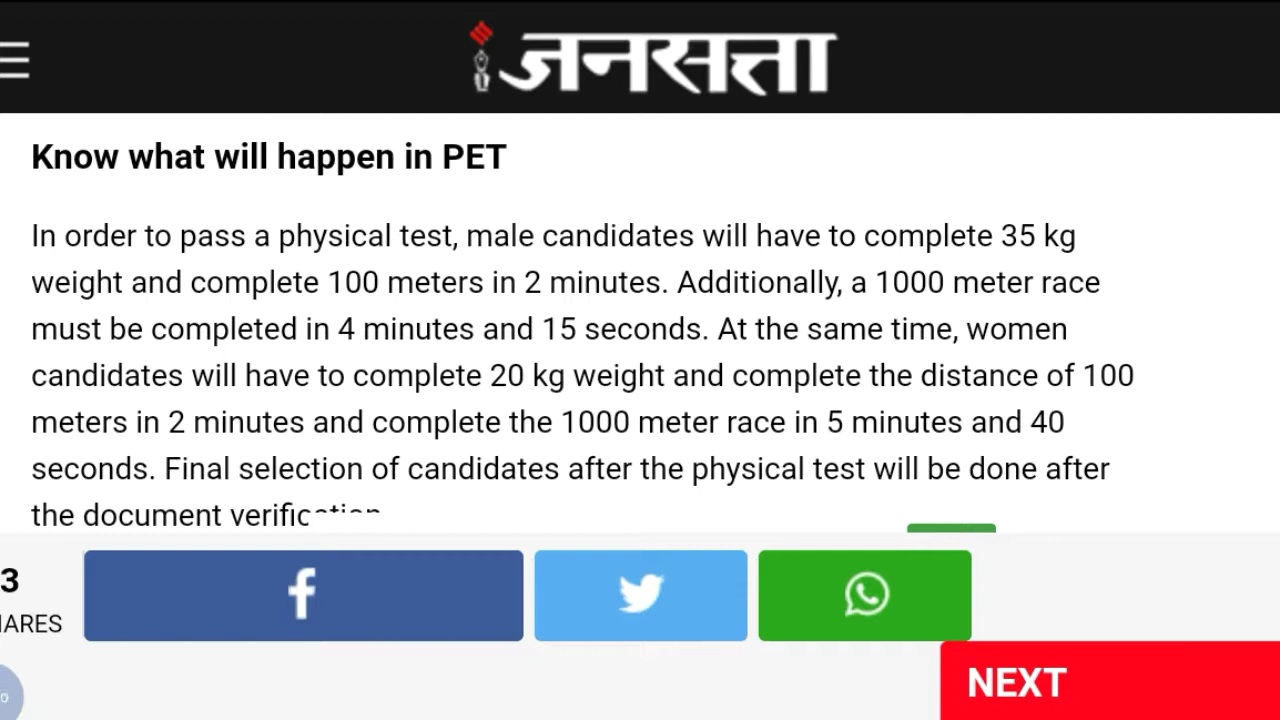 जनसत्ता
Know what will happen in PET
In order to pass a physical test, male candidates will have to complete 35 kg
weight and complete 100 meters in 2 minutes. Additionally, a 1000 meter race
must be completed in 4 minutes and 15 seconds. At the same time, women
candidates will have to complete 20 kg weight and complete the distance of 100
meters in 2 minutes and complete the 1000 meter race in 5 minutes and 40
seconds. Final selection of candidates after the physical test will be done after
the document
3
NEXT